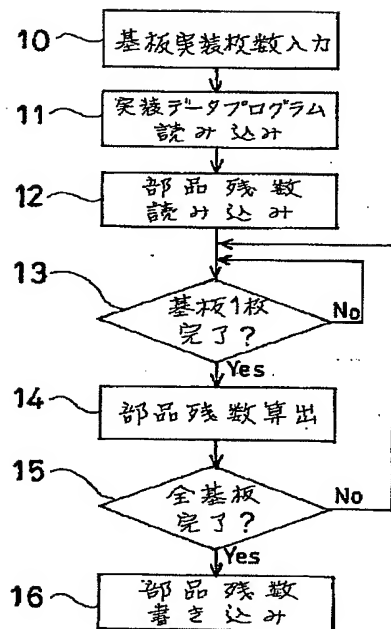 10
基板実装枚数入力
11
実装データプログラム
読み込み
12
部品残数
読み込み
13
基板1枚
完了?
No
Yes
14
部品残数算出
15
全基板
完了?
No
Yes
16
部品残数
書き込み